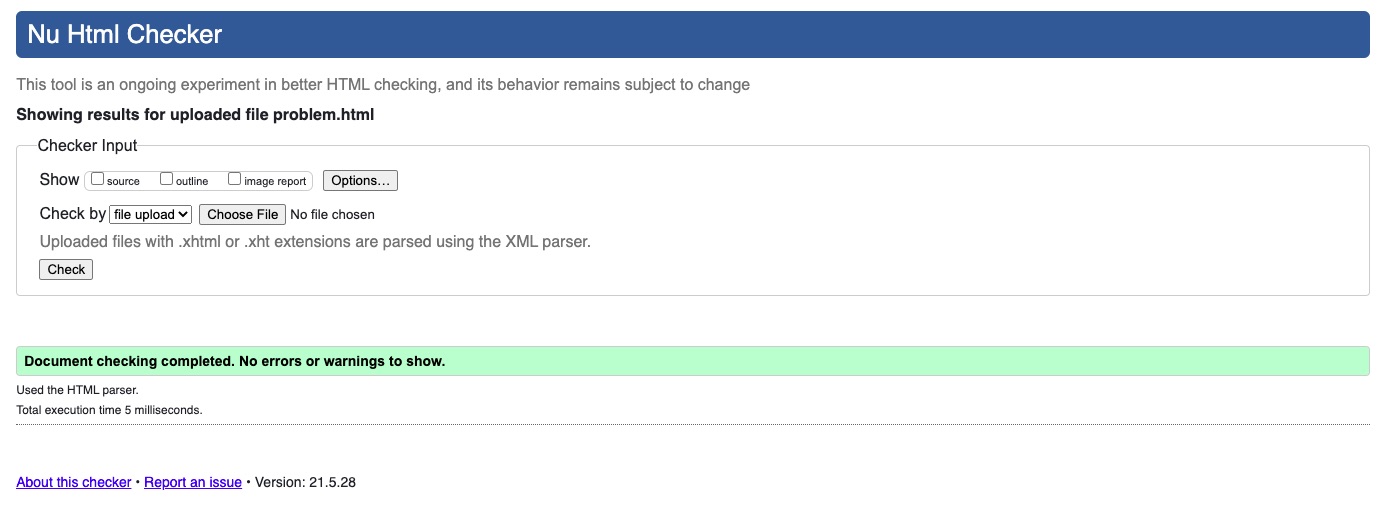 Nu Html Checker
This tool is an ongoing experiment in better HTML checking, and its behavior remains subject to change
Showing results for uploaded file problem.html
Checker Input
Show source outline image report Options...
Check by file upload Choose File No file chosen
Uploaded files with .xhtml or .xht extensions are parsed using the XML parser.
Check
Document checking completed. No errors or warnings to show.
Used the HTML parser.
Total execution time 5 milliseconds.
About this checker • Report an issue • Version: 21.5.28